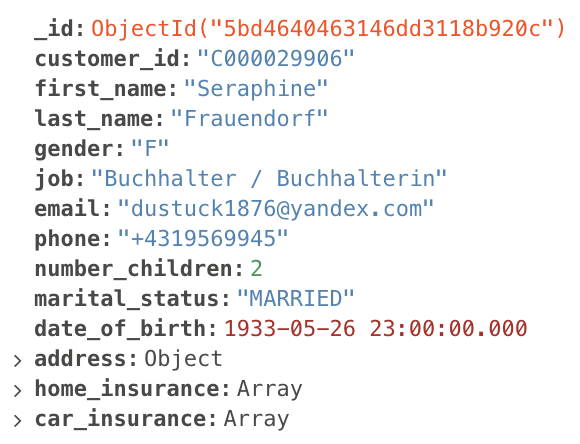 _id: ObjectId("5bd4640463146dd3118b920c")
customer_id: "C000029906"
first_name: "Seraphine"
last_name: "Frauendorf"
gender: "F"
job: "Buchhalter / Buchhalterin"
email: "dustuck1876@yandex.com"
phone: "+4319569945"
number_children: 2
marital_status: "MARRIED"
date_of_birth: 1933-05-26 23:00:00.000
> address: Object
> home_insurance: Array
> car_insurance: Array